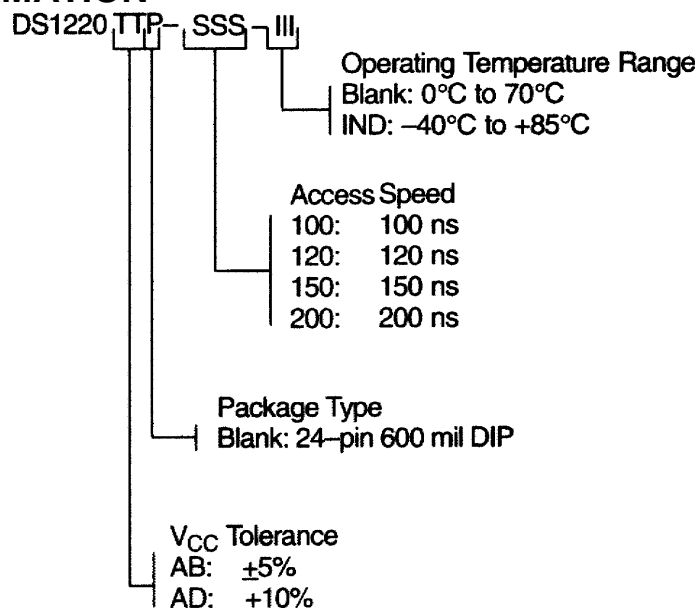 DS1220 TTP– SSS – III
Operating Temperature Range
Blank: 0°C to 70°C
IND: –40°C to +85°C
Access Speed
100: 100 ns
120: 120 ns
150: 150 ns
200: 200 ns
Package Type
Blank: 24–pin 600 mil DIP
VCC Tolerance
AB: ±5%
AD: +10%